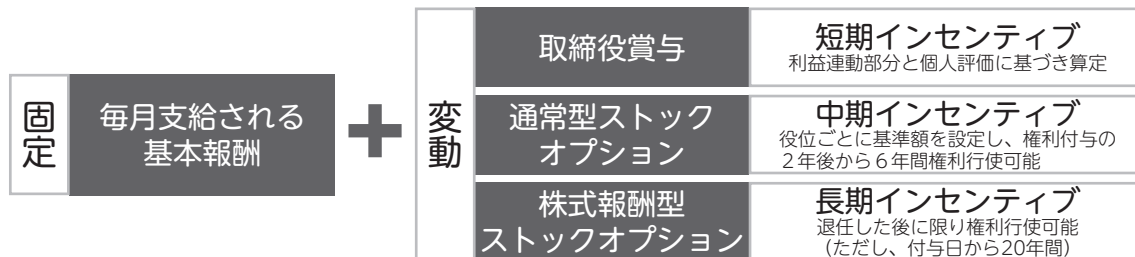 固定
毎月支給される
基本報酬
+
変動
取締役賞与
短期インセンティブ
利益連動部分と個人評価に基づき算定
通常型ストック
オプション
中期インセンティブ
役位ごとに基準額を設定し、権利付与の
２年後から６年間権利行使可能
株式報酬型
ストックオプション
長期インセンティブ
退任した後に限り権利行使可能
（ただし、付与日から20年間）